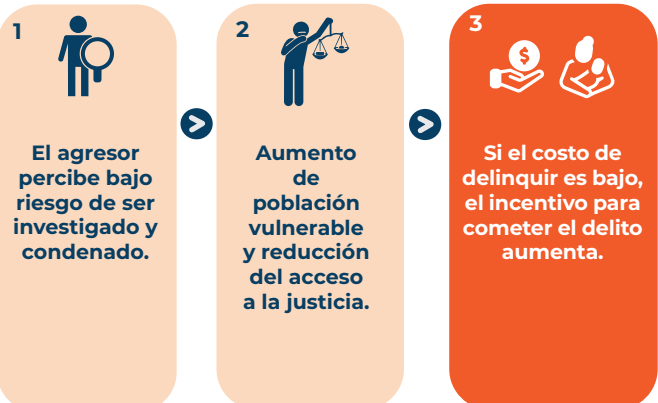 1
El agresor
percibe bajo
riesgo de ser
investigado y
condenado.
2
Aumento
de
población
vulnerable
y reducción
del acceso
a la justicia.
3
$
Si el costo de
delinquir es bajo,
el incentivo para
cometer el delito
aumenta.